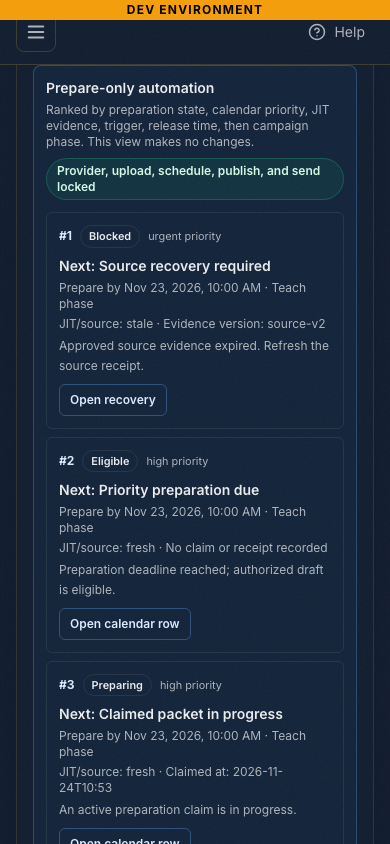 DEV ENVIRONMENT
Help
Prepare-only automation
Ranked by preparation state, calendar priority, JIT
evidence, trigger, release time, then campaign
phase. This view makes no changes.
Provider, upload, schedule, publish, and send
locked
#1 Blocked urgent priority
Next: Source recovery required
Prepare by Nov 23, 2026, 10:00 AM · Teach
phase
JIT/source: stale · Evidence version: source-v2
Approved source evidence expired. Refresh the
source receipt.
Open recovery
#2 Eligible high priority
Next: Priority preparation due
Prepare by Nov 23, 2026, 10:00 AM · Teach
phase
JIT/source: fresh · No claim or receipt recorded
Preparation deadline reached; authorized draft
is eligible.
Open calendar row
#3 Preparing high priority
Next: Claimed packet in progress
Prepare by Nov 23, 2026, 10:00 AM · Teach
phase
JIT/source: fresh · Claimed at: 2026-11-
24T10:53
An active preparation claim is in progress.
Open calendar row